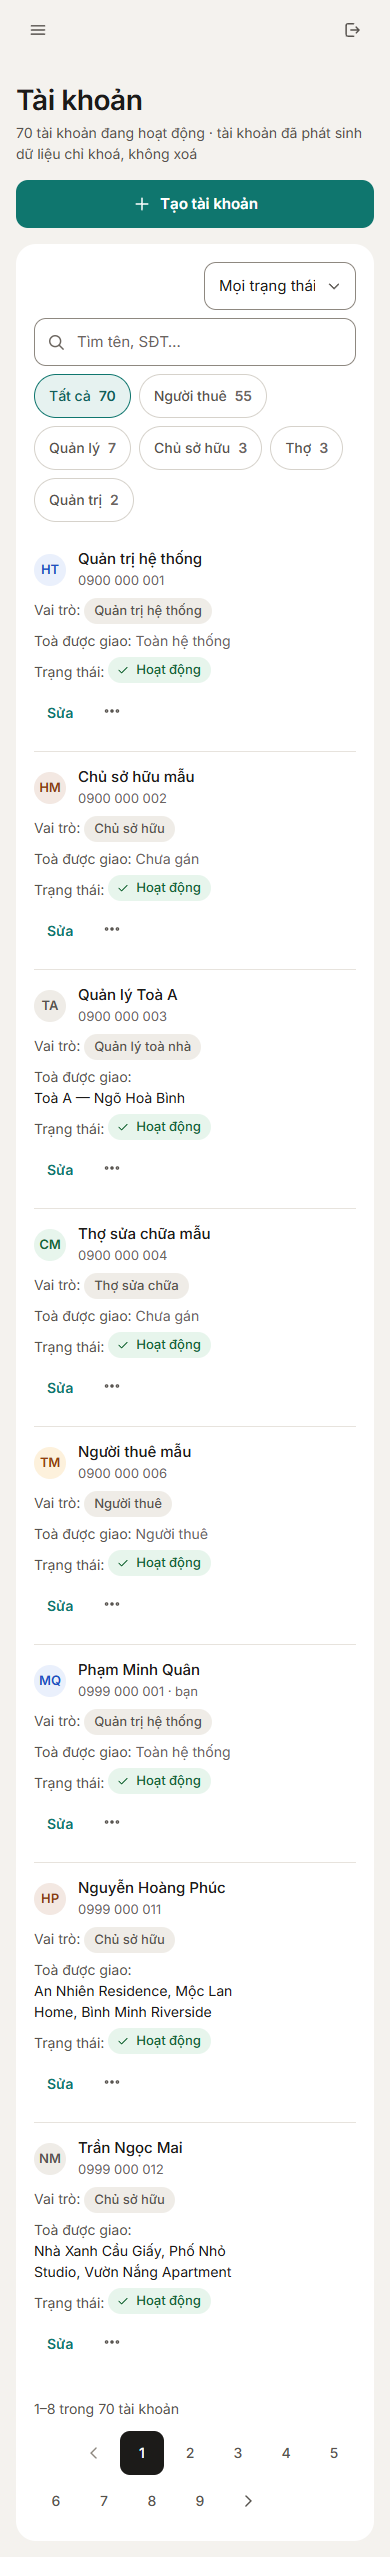 Tài khoản
70 tài khoản đang hoạt động · tài khoản đã phát sinh
dữ liệu chỉ khoá, không xoá
Tạo tài khoản
Mọi trạng thái
Tìm tên, SĐT...
Tất cả 70
Người thuê 55
Quản lý 7
Chủ sở hữu 3
Thợ 3
Quản trị 2
HT
Quản trị hệ thống
0900 000 001
Vai trò: Quản trị hệ thống
Toà được giao: Toàn hệ thống
Trạng thái: Hoạt động
Sửa
HM
Chủ sở hữu mẫu
0900 000 002
Vai trò: Chủ sở hữu
Toà được giao: Chưa gán
Trạng thái: Hoạt động
Sửa
TA
Quản lý Toà A
0900 000 003
Vai trò: Quản lý toà nhà
Toà được giao:
Toà A — Ngõ Hoà Bình
Trạng thái: Hoạt động
Sửa
CM
Thợ sửa chữa mẫu
0900 000 004
Vai trò: Thợ sửa chữa
Toà được giao: Chưa gán
Trạng thái: Hoạt động
Sửa
TM
Người thuê mẫu
0900 000 006
Vai trò: Người thuê
Toà được giao: Người thuê
Trạng thái: Hoạt động
Sửa
MQ
Phạm Minh Quân
0999 000 001 · bạn
Vai trò: Quản trị hệ thống
Toà được giao: Toàn hệ thống
Trạng thái: Hoạt động
Sửa
HP
Nguyễn Hoàng Phúc
0999 000 011
Vai trò: Chủ sở hữu
Toà được giao:
An Nhiên Residence, Mộc Lan
Home, Bình Minh Riverside
Trạng thái: Hoạt động
Sửa
NM
Trần Ngọc Mai
0999 000 012
Vai trò: Chủ sở hữu
Toà được giao:
Nhà Xanh Cầu Giấy, Phố Nhỏ
Studio, Vườn Nắng Apartment
Trạng thái: Hoạt động
Sửa
1–8 trong 70 tài khoản
1 2 3 4 5
6 7 8 9